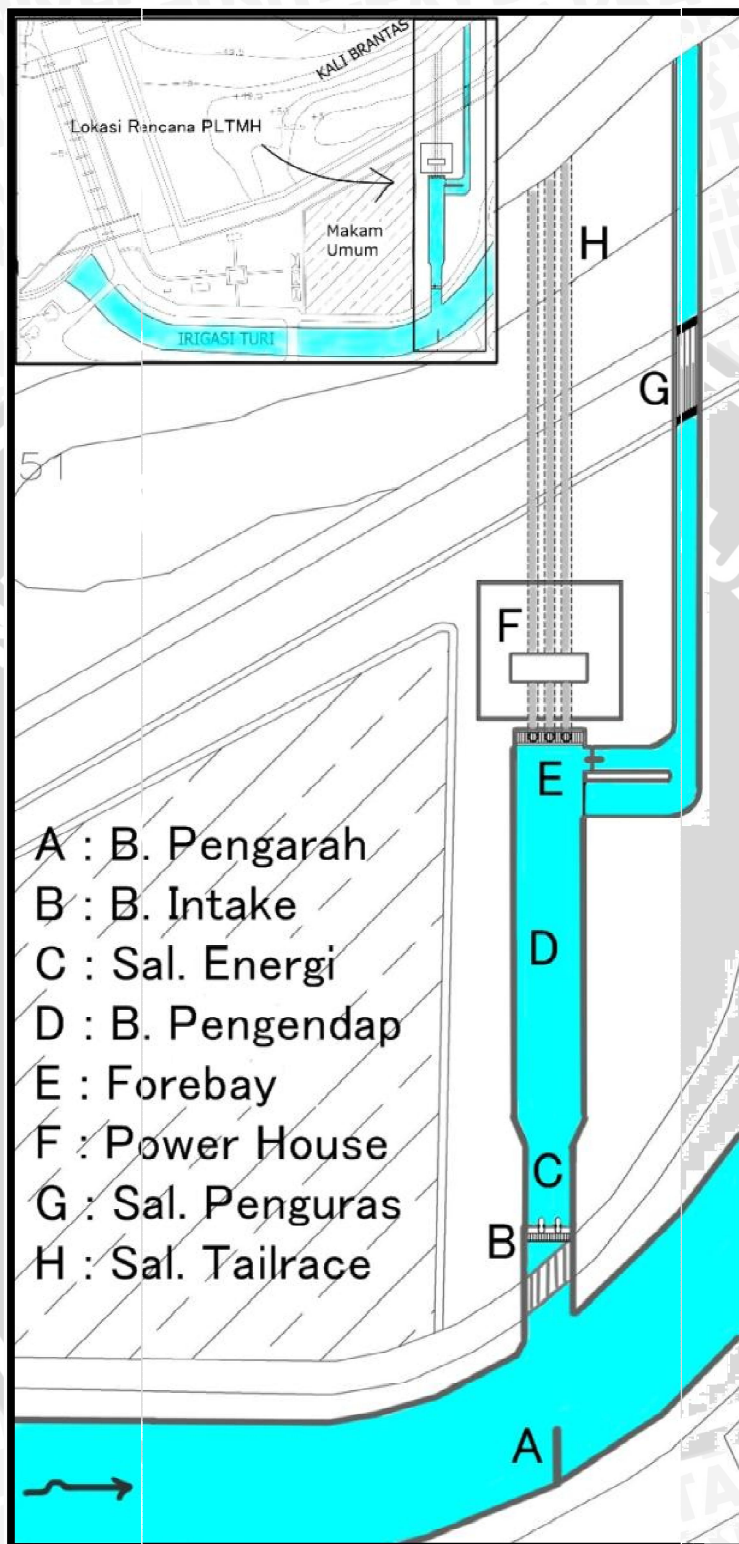 KALI BRANTAS
Lokasi Rencana PLTMH
Makam
Umum
IRIGASI TURI
H
G
51
F
E
A : B. Pengarah
B : B. Intake
C : Sal. Energi
D : B. Pengendap
E : Forebay
F : Power House
G : Sal. Penguras
H : Sal. Tailrace
D
C
B
A